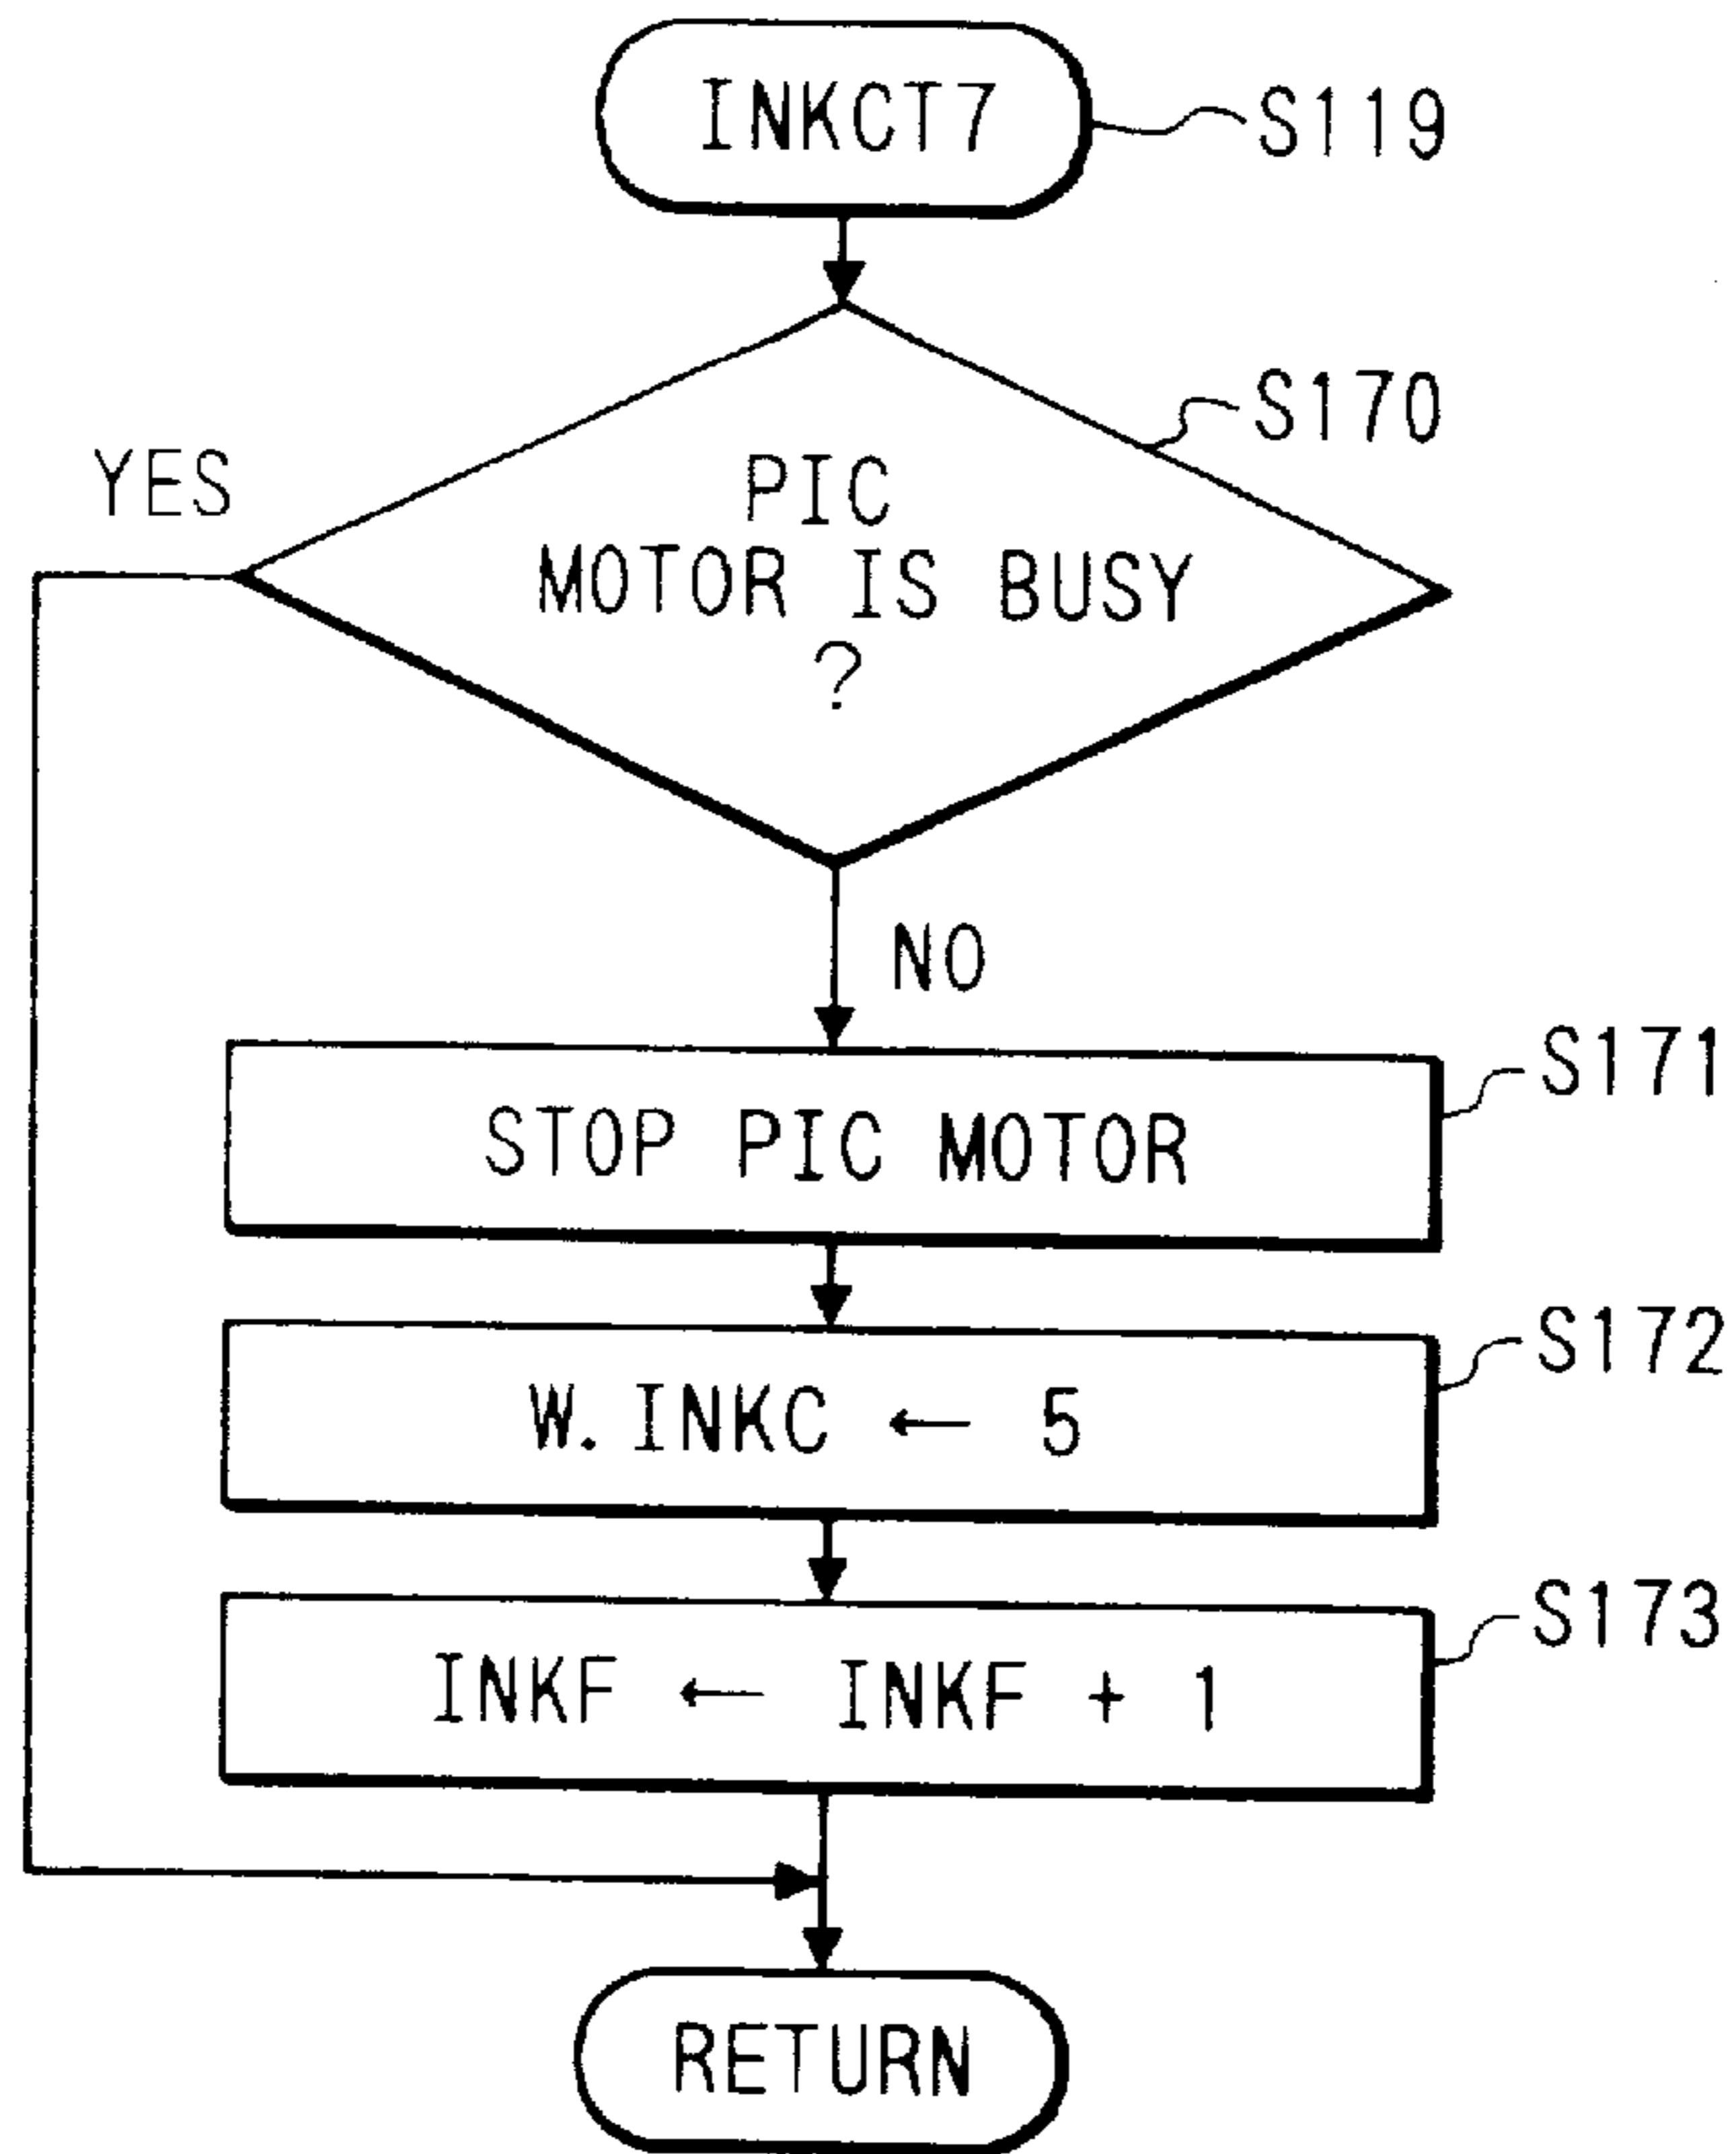 INKCT7
S119
S170
YES
PIC
MOTOR IS BUSY
?
NO
S171
STOP PIC MOTOR
S172
W.INKC ← 5
S173
INKF ← INKF + 1
RETURN